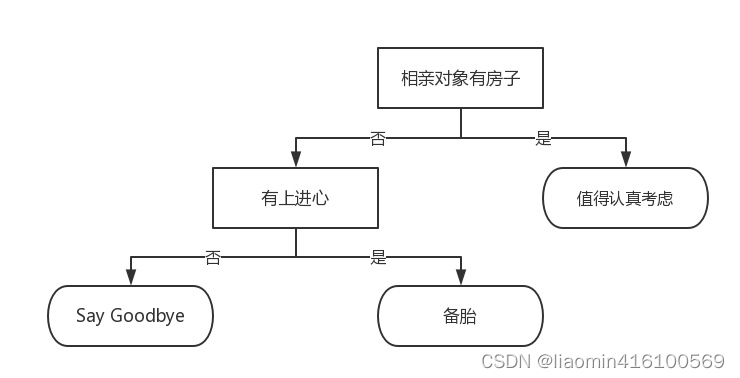 相亲对象有房子
否
是
有上进心
值得认真考虑
否
是
Say Goodbye
备胎
CSDN @liaomin416100569